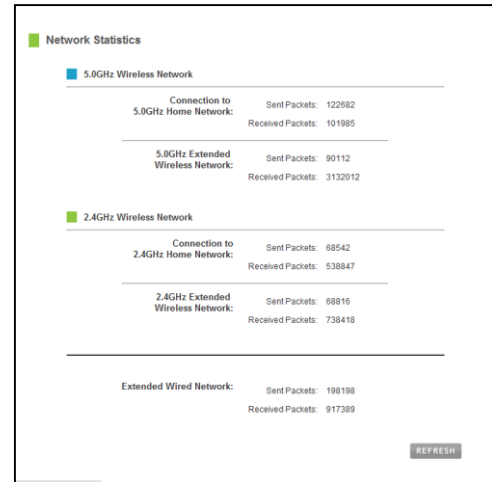 Network Statistics
5.0GHz Wireless Network
Connection to
5.0GHz Home Network:
Sent Packets: 122682
Received Packets: 101985
5.0GHz Extended
Wireless Network:
Sent Packets: 90112
Received Packets: 3132012
2.4GHz Wireless Network
Connection to
2.4GHz Home Network:
Sent Packets: 68542
Received Packets: 538847
2.4GHz Extended
Wireless Network:
Sent Packets: 68816
Received Packets: 738418
Extended Wired Network:
Sent Packets: 198198
Received Packets: 917389
REFRESH